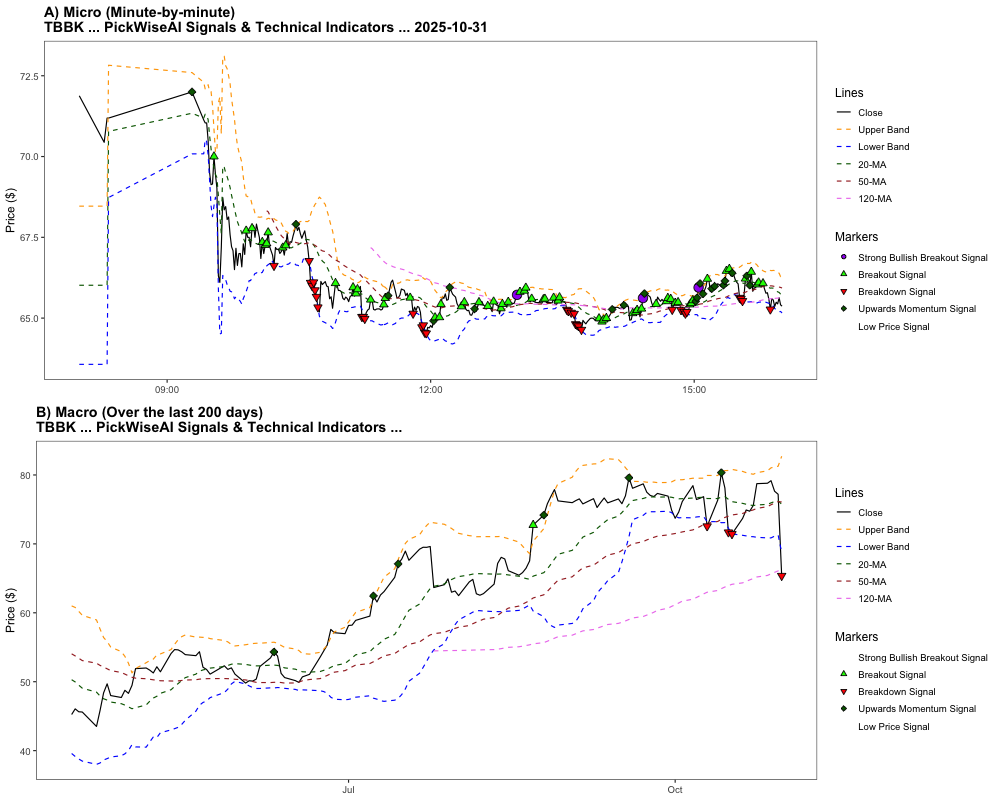 A) Micro (Minute-by-minute)
TBBK ... PickWiseAI Signals & Technical Indicators ... 2025-10-31
Price ($)
72.5
70.0
67.5
65.0
09:00
12:00
15:00
Lines
Close
Upper Band
Lower Band
20-MA
50-MA
120-MA
Markers
Strong Bullish Breakout Signal
Breakout Signal
Breakdown Signal
Upwards Momentum Signal
Low Price Signal
B) Macro (Over the last 200 days)
TBBK ... PickWiseAI Signals & Technical Indicators ...
Price ($)
80
70
60
50
40
Jul
Oct
Lines
Close
Upper Band
Lower Band
20-MA
50-MA
120-MA
Markers
Strong Bullish Breakout Signal
Breakout Signal
Breakdown Signal
Upwards Momentum Signal
Low Price Signal